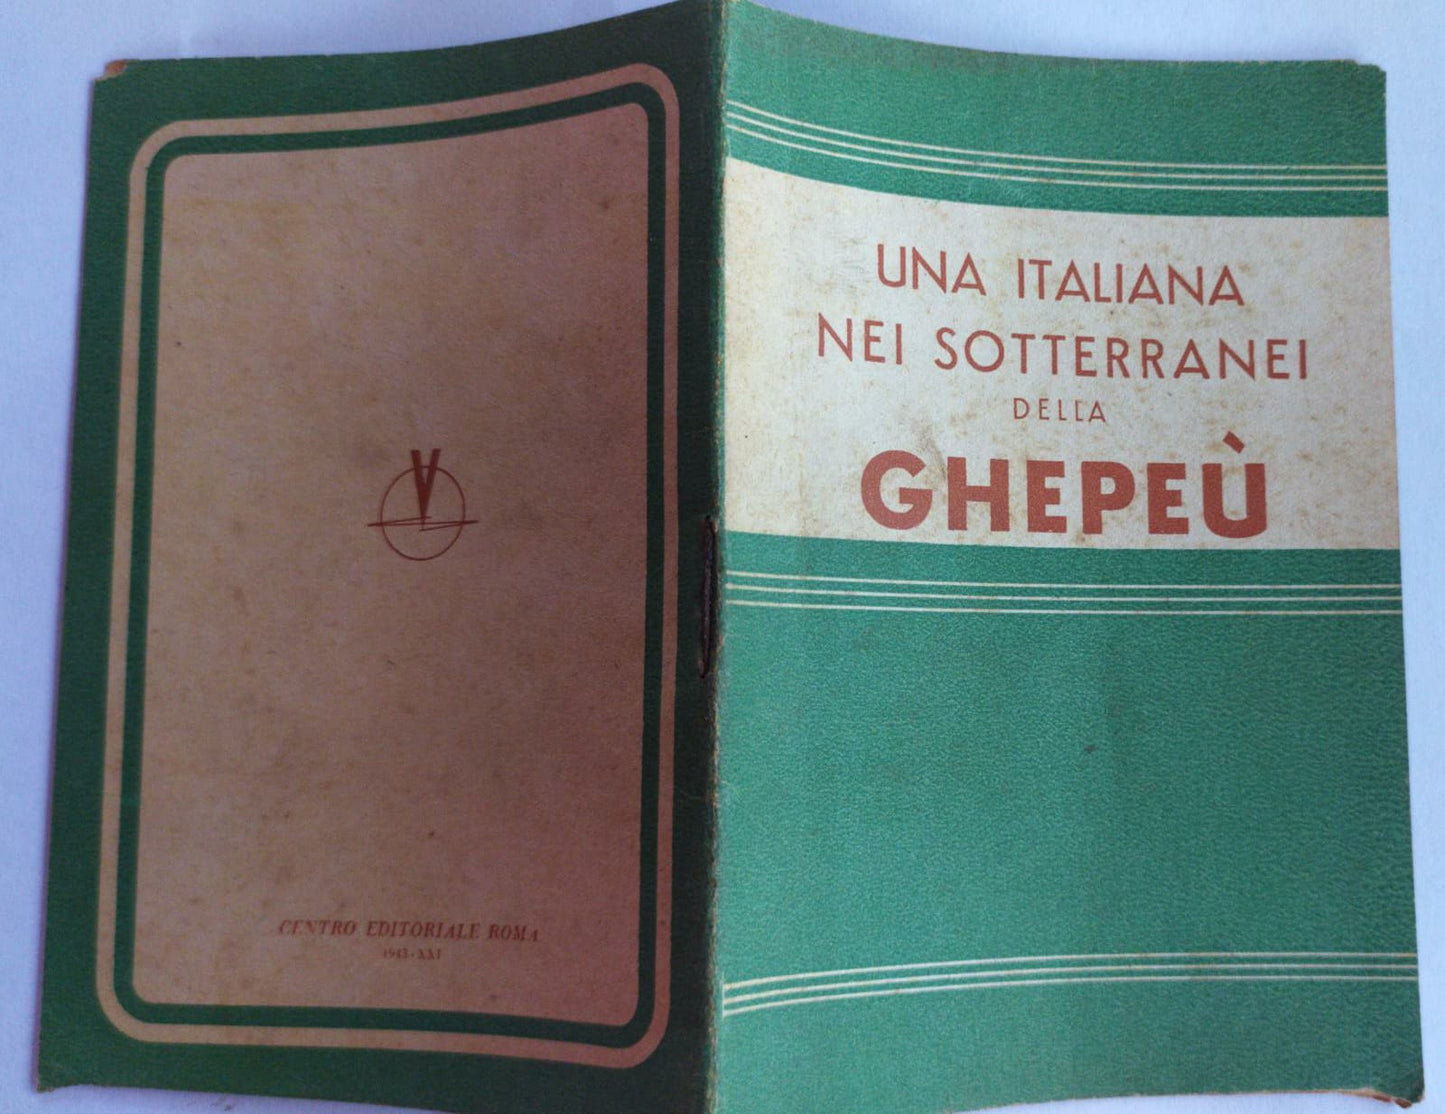 UNA ITALIANA
NEI SOTTERRANEI
DELLA
GHEPEÙ
CENTRO EDITORIALE ROMA
1943 - XXI